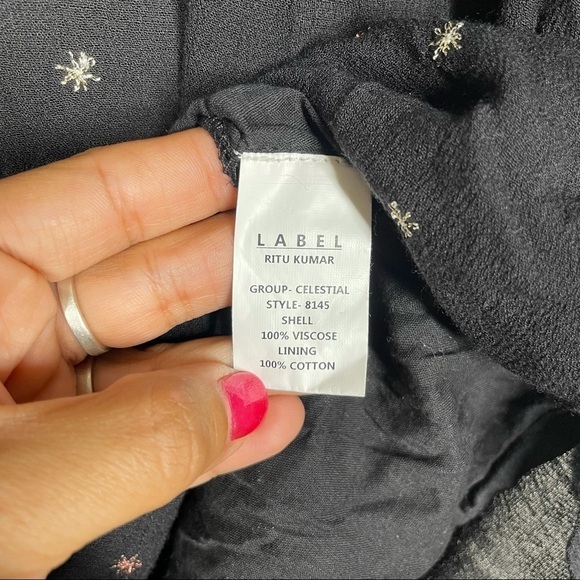 LABEL
RITU KUMAR
GROUP- CELESTIAL
STYLE- 8145
SHELL
100% VISCOSE
LINING
100% COTTON